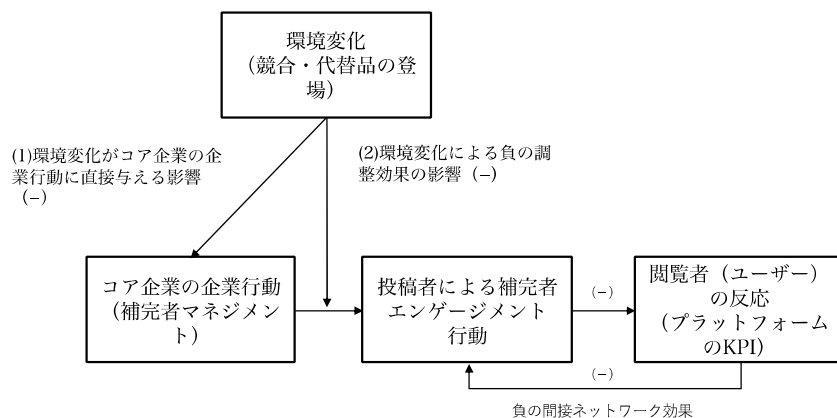 環境変化
（競合・代替品の登
場）
(1)環境変化がコア企業の企
業行動に直接与える影響
（−）
(2)環境変化による負の調
整効果の影響（−）
コア企業の企業行動
（補完者マネジメン
ト）
投稿者による補完者
エンゲージメント
行動
（−）
閲覧者（ユーザー）
の反応
（プラットフォーム
のKPI）
（−）
負の間接ネットワーク効果